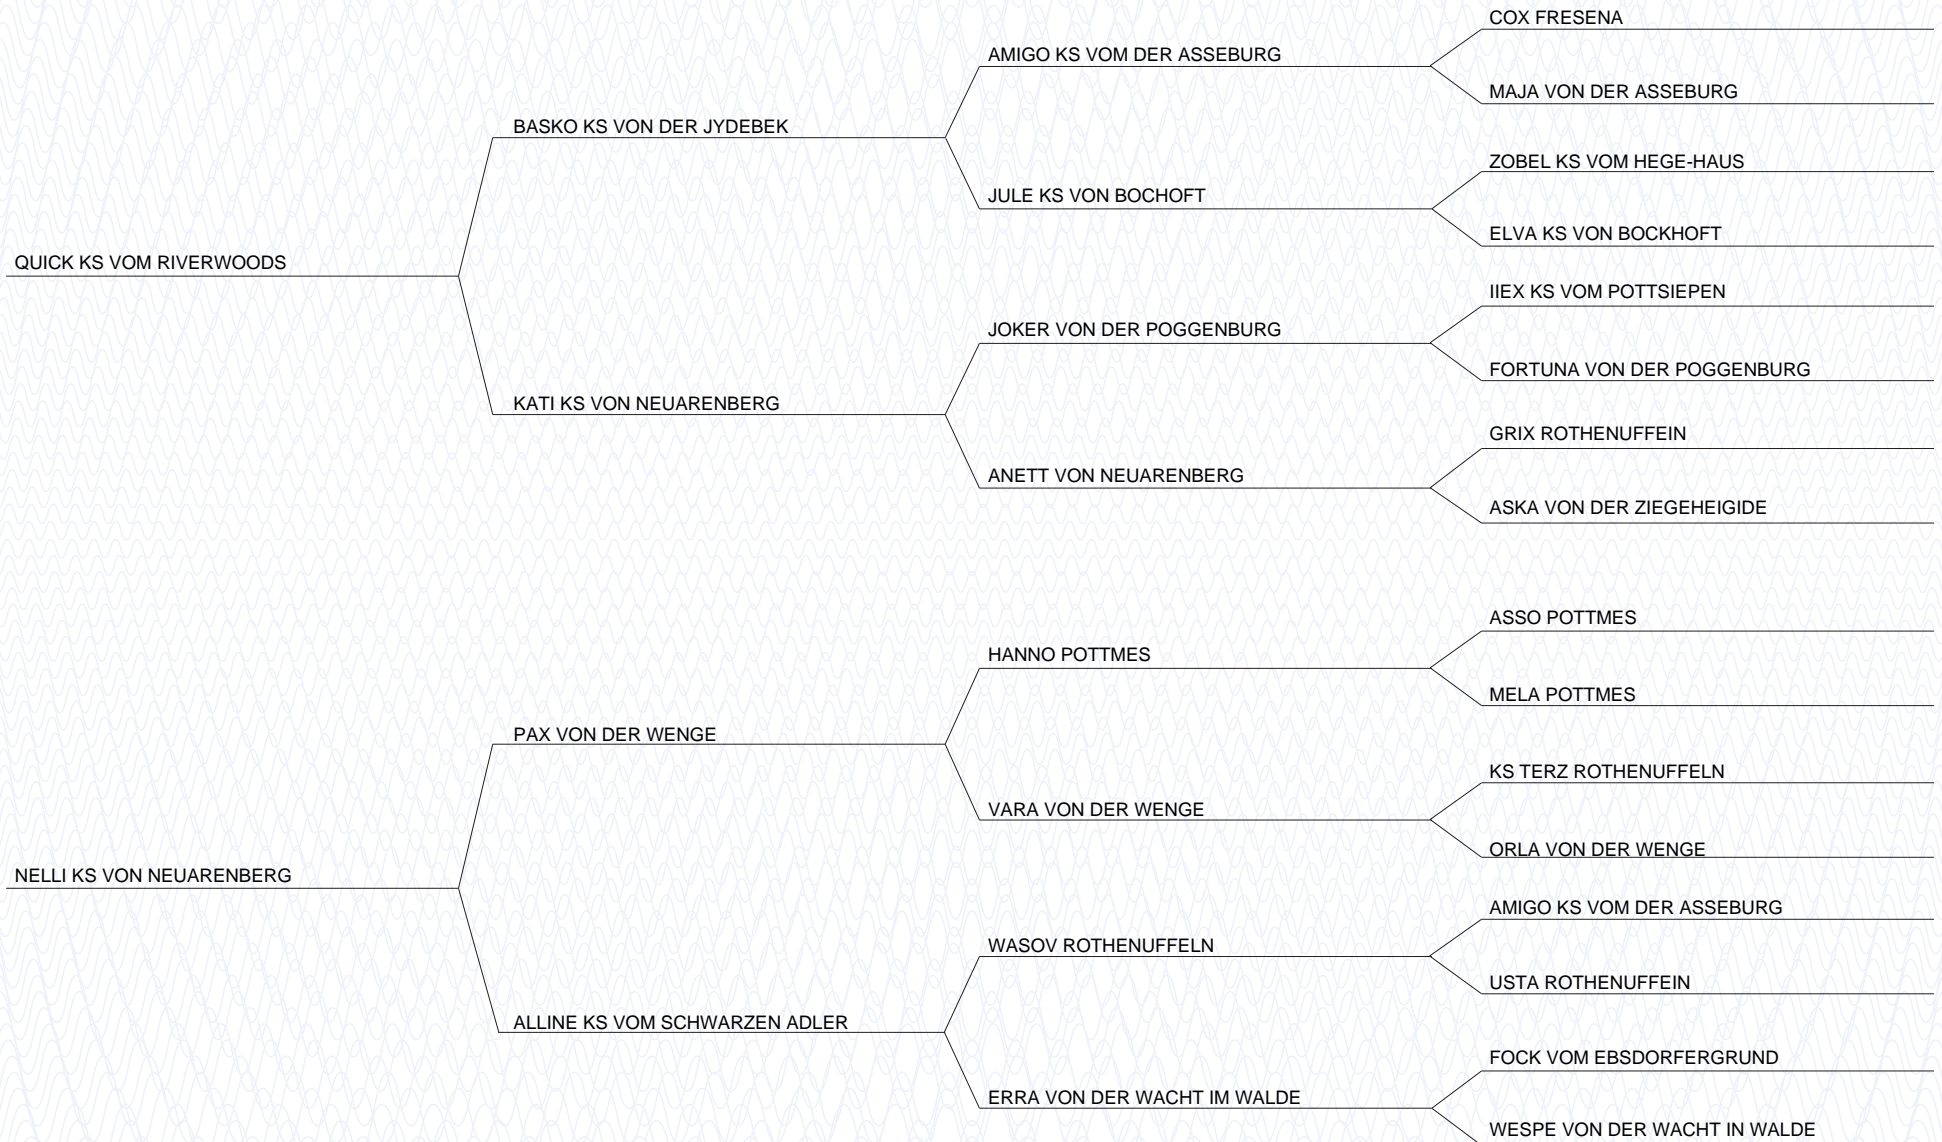 COX FRESENA
AMIGO KS VOM DER ASSEBURG
MAJA VON DER ASSEBURG
BASKO KS VON DER JYDEBEK
ZOBEL KS VOM HEGE-HAUS
JULE KS VON BOCHOFT
ELVA KS VON BOCKHOFT
QUICK KS VOM RIVERWOODS
IIEX KS VOM POTTSIEPEN
JOKER VON DER POGGENBURG
FORTUNA VON DER POGGENBURG
KATI KS VON NEUARENBERG
GRIX ROTHENUFFEIN
ANETT VON NEUARENBERG
ASKA VON DER ZIEGEHEIGIDE
ASSO POTTMES
HANNO POTTMES
MELA POTTMES
PAX VON DER WENGE
KS TERZ ROTHENUFFELN
VARA VON DER WENGE
ORLA VON DER WENGE
NELLI KS VON NEUARENBERG
AMIGO KS VOM DER ASSEBURG
WASOV ROTHENUFFELN
USTA ROTHENUFFEIN
ALLINE KS VOM SCHWARZEN ADLER
FOCK VOM EBSDORFERGRUND
ERRA VON DER WACHT IM WALDE
WESPE VON DER WACHT IN WALDE